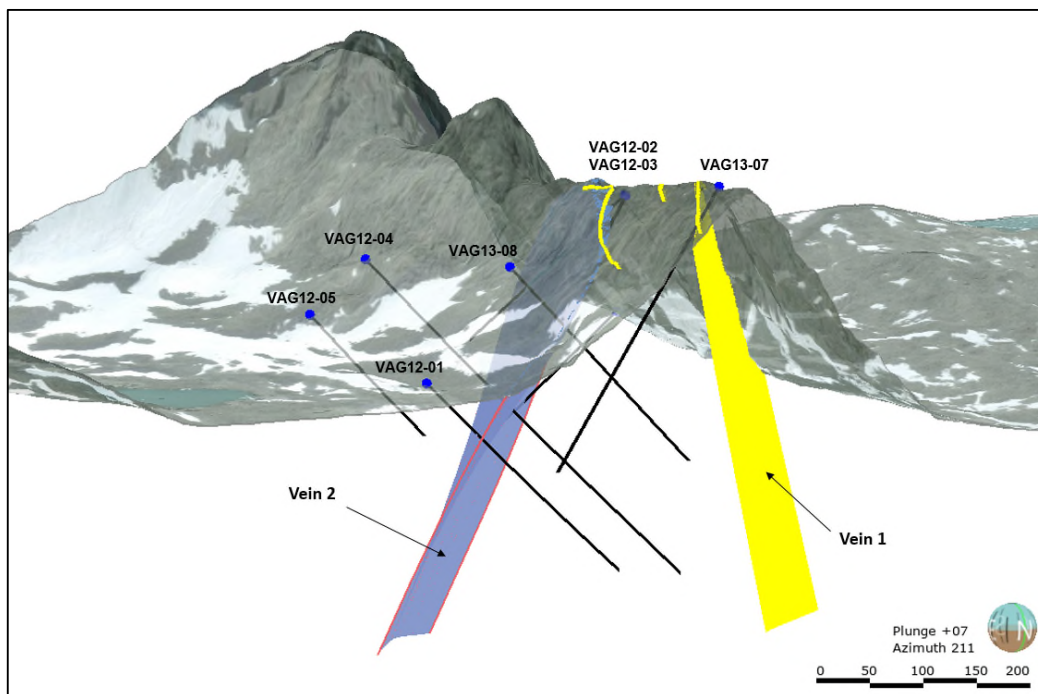 VAG12-02
VAG12-03
VAG13-07
VAG12-04
VAG13-08
VAG12-05
VAG12-01
Vein 2
Vein 1
Plunge +07
Azimuth 211
N
0 50 100 150 200